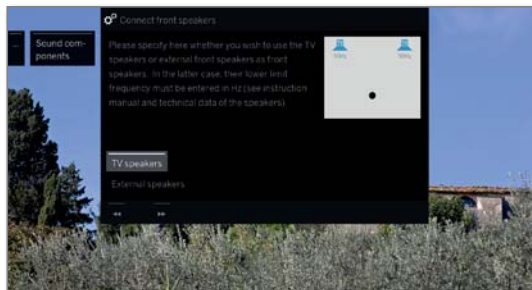 Connect front speakers
...
Sound com-
ponents
Please specify here whether you wish to use the TV
speakers or external front speakers as front
speakers. In the latter case, their lower limit
frequency must be entered in Hz (see instruction
manual and technical data of the speakers).
TV speakers
External speakers